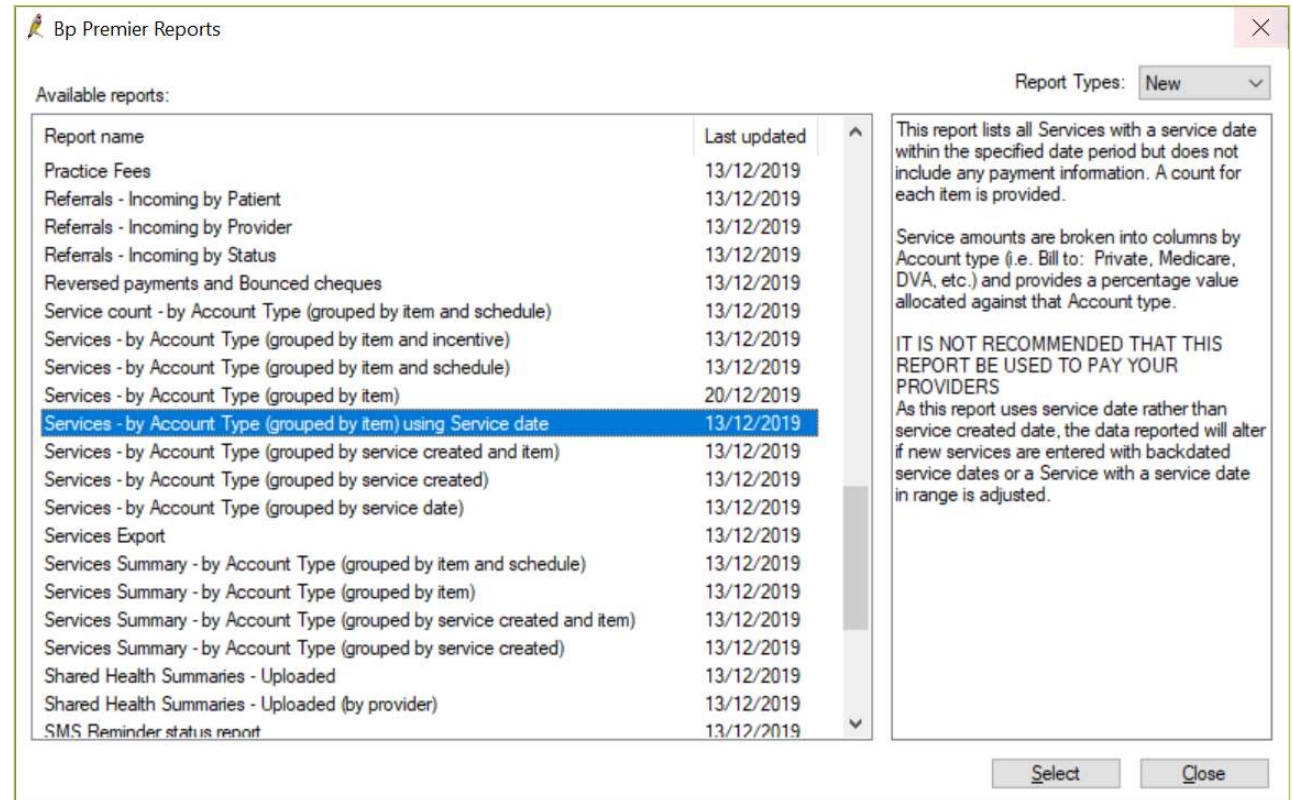 Bp Premier Reports
Report Types: New
Available reports:
Report name Last updated
Practice Fees 13/12/2019
Referrals - Incoming by Patient 13/12/2019
Referrals - Incoming by Provider 13/12/2019
Referrals - Incoming by Status 13/12/2019
Reversed payments and Bounced cheques 13/12/2019
Service count - by Account Type (grouped by item and schedule) 13/12/2019
Services - by Account Type (grouped by item and incentive) 13/12/2019
Services - by Account Type (grouped by item and schedule) 13/12/2019
Services - by Account Type (grouped by item) 20/12/2019
Services - by Account Type (grouped by item) using Service date 13/12/2019
Services - by Account Type (grouped by service created and item) 13/12/2019
Services - by Account Type (grouped by service created) 13/12/2019
Services - by Account Type (grouped by service date) 13/12/2019
Services Export 13/12/2019
Services Summary - by Account Type (grouped by item and schedule) 13/12/2019
Services Summary - by Account Type (grouped by item) 13/12/2019
Services Summary - by Account Type (grouped by service created and item) 13/12/2019
Services Summary - by Account Type (grouped by service created) 13/12/2019
Shared Health Summaries - Uploaded 13/12/2019
Shared Health Summaries - Uploaded (by provider) 13/12/2019
SMS Reminder status report 13/12/2019
This report lists all Services with a service date
within the specified date period but does not
include any payment information. A count for
each item is provided.
Service amounts are broken into columns by
Account type (i.e. Bill to: Private, Medicare,
DVA, etc.) and provides a percentage value
allocated against that Account type.
IT IS NOT RECOMMENDED THAT THIS
REPORT BE USED TO PAY YOUR
PROVIDERS
As this report uses service date rather than
service created date, the data reported will alter
if new services are entered with backdated
service dates or a Service with a service date
in range is adjusted.
Select Close